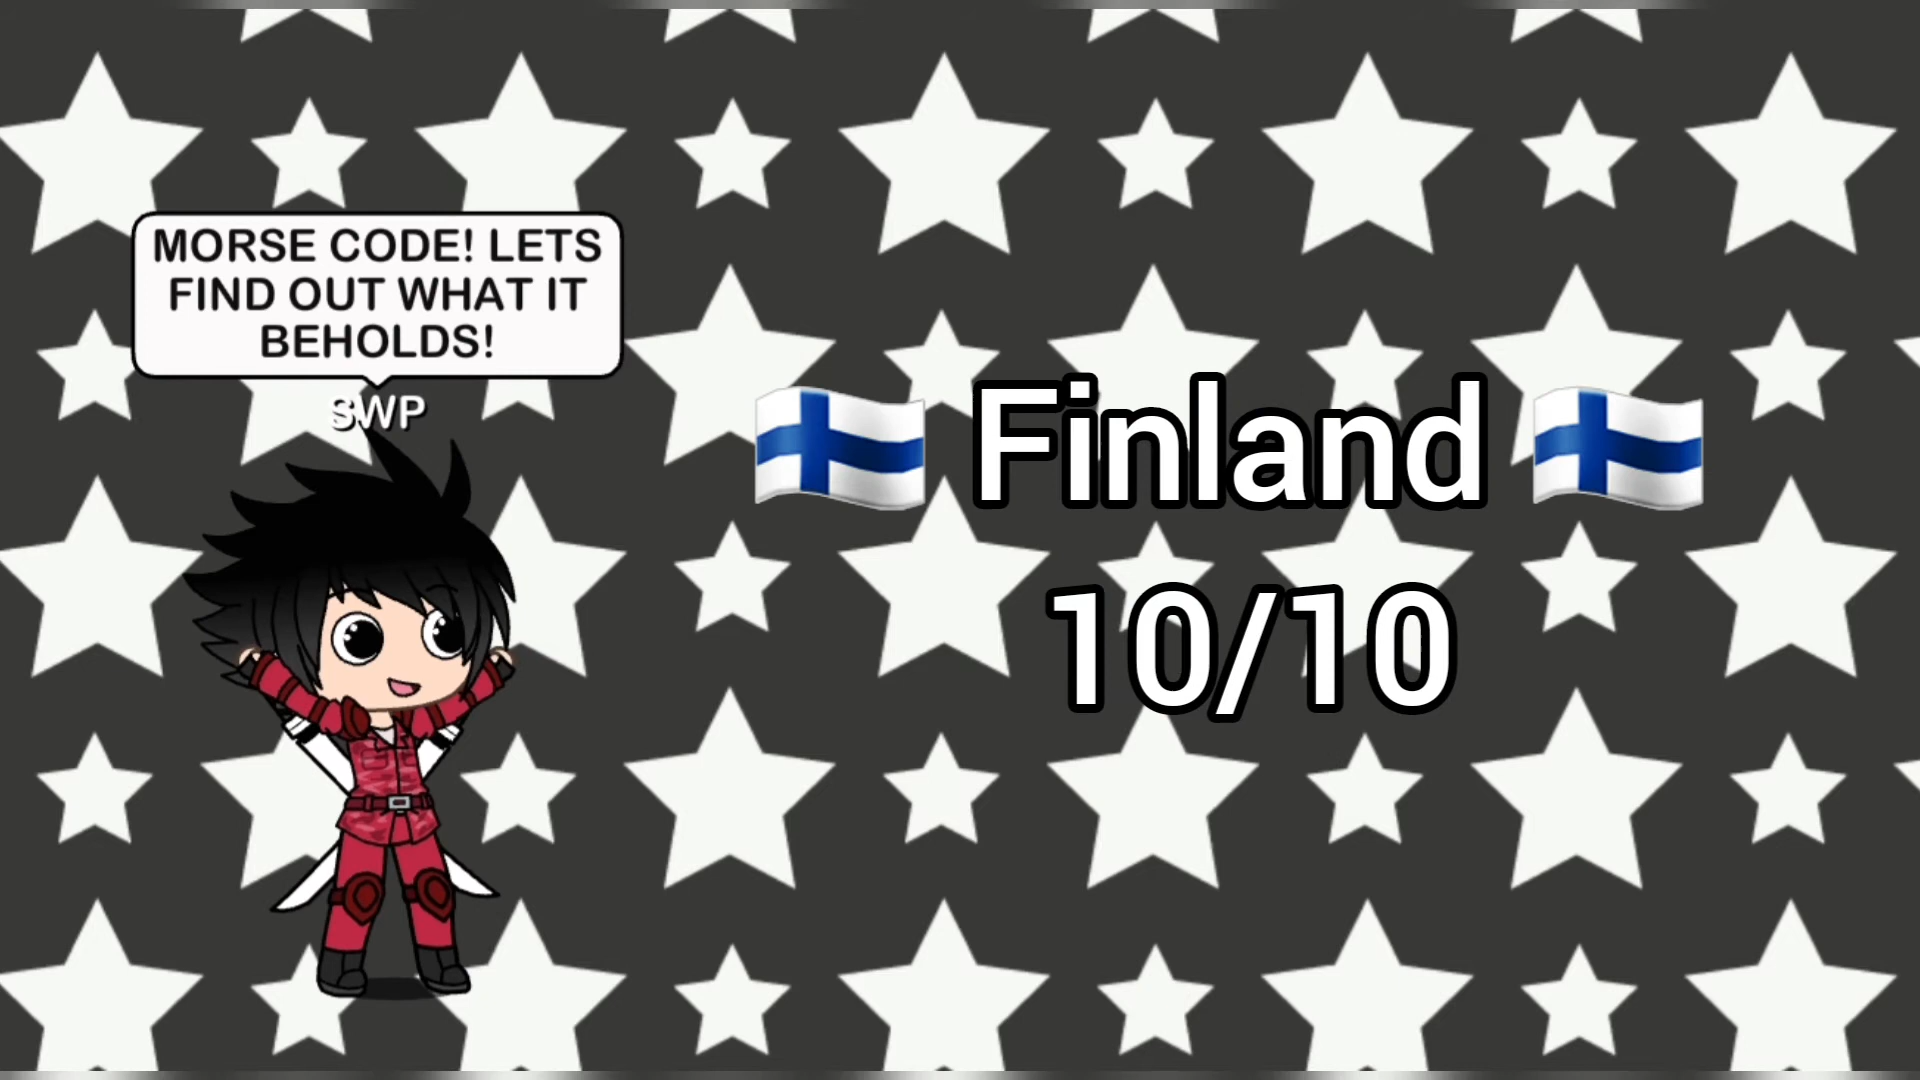 MORSE CODE! LETS
FIND OUT WHAT IT
BEHOLDS!
SWP
🇫🇮 Finland 🇫🇮
10/10